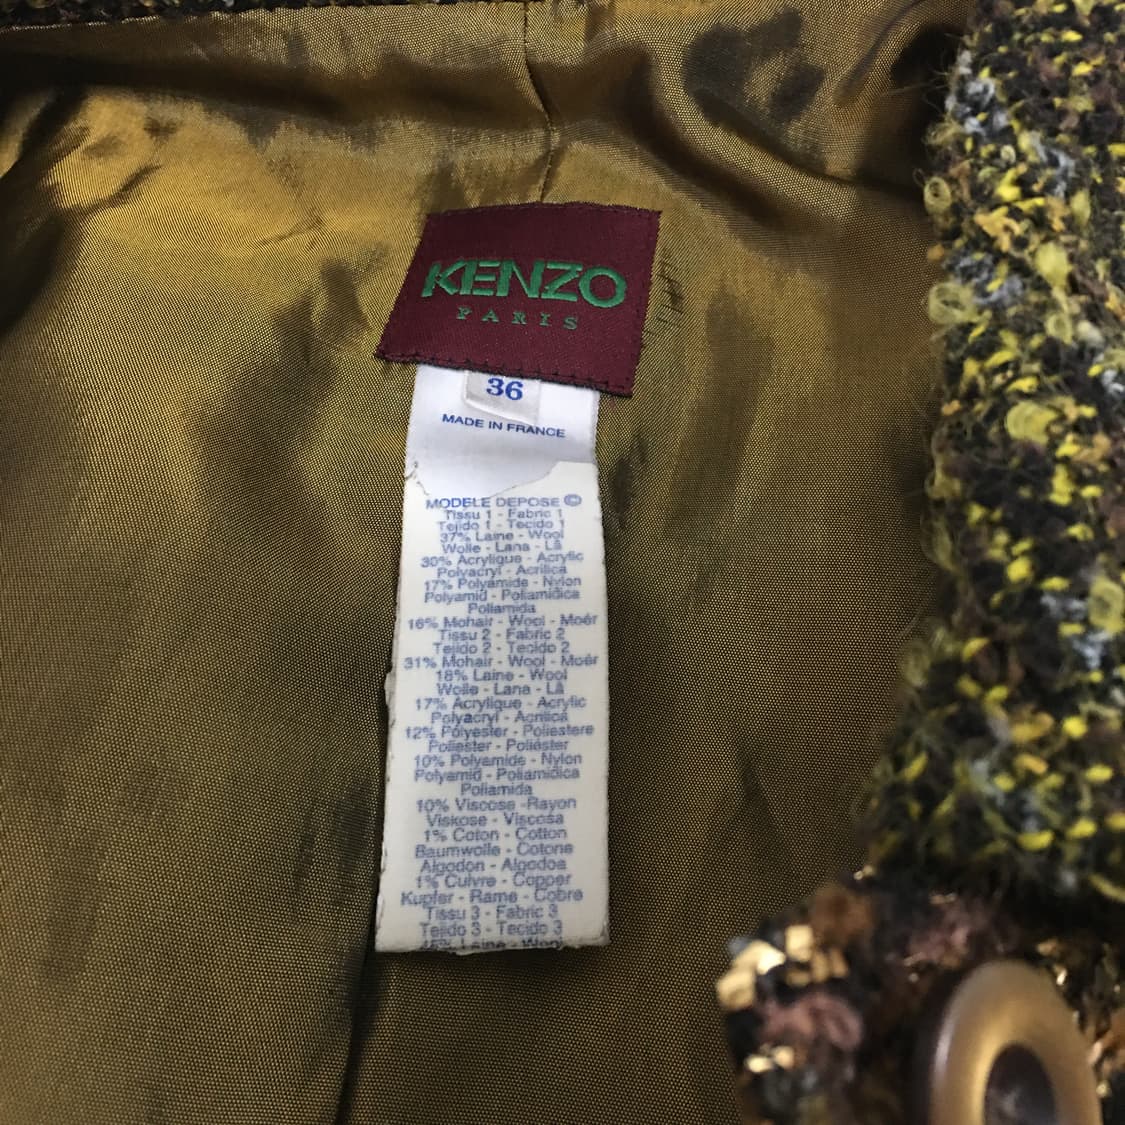 KENZO
PARIS
36
MADE IN FRANCE
MODELE DEPOSE ©
Tissu 1 - Fabric 1
Tejido 1 - Tecido 1
37% Laine - Wool
Wolle - Lana - Lã
30% Acrylique - Acrylic
Polyacryl - Acrilica
17% Polyamide - Nylon
Polyamid - Poliamidica
Poliamida
16% Mohair - Wool - Moér
Tissu 2 - Fabric 2
Tejido 2 - Tecido 2
31% Mohair - Wool - Moér
18% Laine - Wool
Wolle - Lana - Lã
17% Acrylique - Acrylic
Polyacryl - Acrilica
12% Polyester - Poliestere
Poliester - Poliéster
10% Polyamide - Nylon
Polyamid - Poliamidica
Poliamida
10% Viscose -Rayon
Viskose - Viscosa
1% Coton - Cotton
Baumwolle - Cotone
Algodon - Algodoa
1% Cuivre - Copper
Kupfer - Rame - Cobre
Tissu 3 - Fabric 3
Tejido 3 - Tecido 3
Laine - Wool